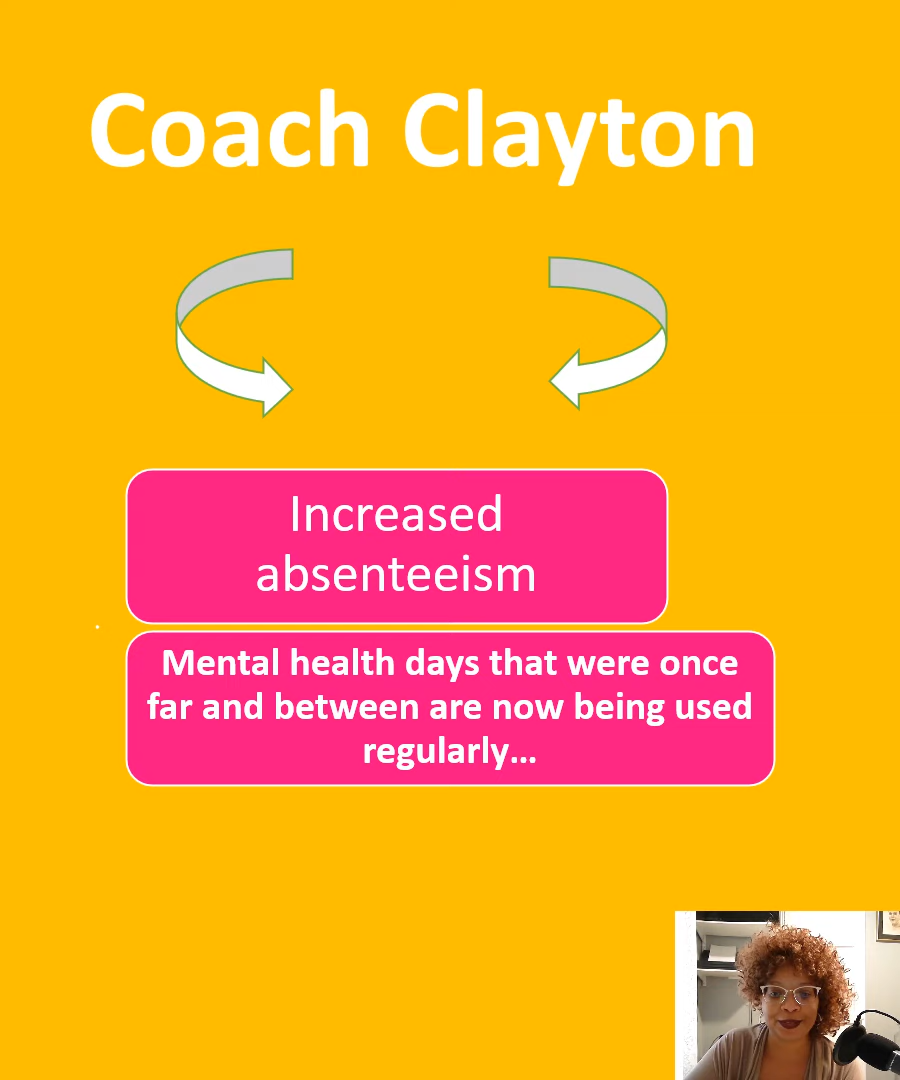 Coach Clayton
Increased
absenteeism
Mental health days that were once
far and between are now being used
regularly...